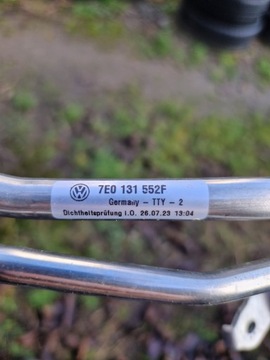 7E0 131 552F
Germany - TTY - 2
Dichtheitsprüfung i.O. 26.07.23 13:04